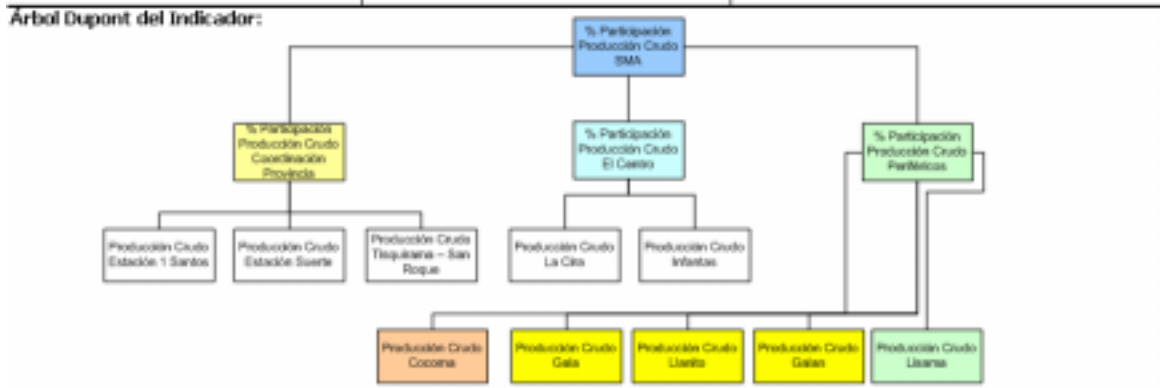 Árbol Dupont del Indicador:
% Participación
Producción Crudo
SMA
% Participación
Producción Crudo
Coordinación
Provincia
% Participación
Producción Crudo
El Centro
% Participación
Producción Crudo
Periféricos
Producción Crudo
Estación 1 Santos
Producción Crudo
Estación Suerte
Producción Crudo
Tisquirama – San
Roque
Producción Crudo
La Cira
Producción Crudo
Infantas
Producción Crudo
Cocorna
Producción Crudo
Gala
Producción Crudo
Llanito
Producción Crudo
Galan
Producción Crudo
Lisama